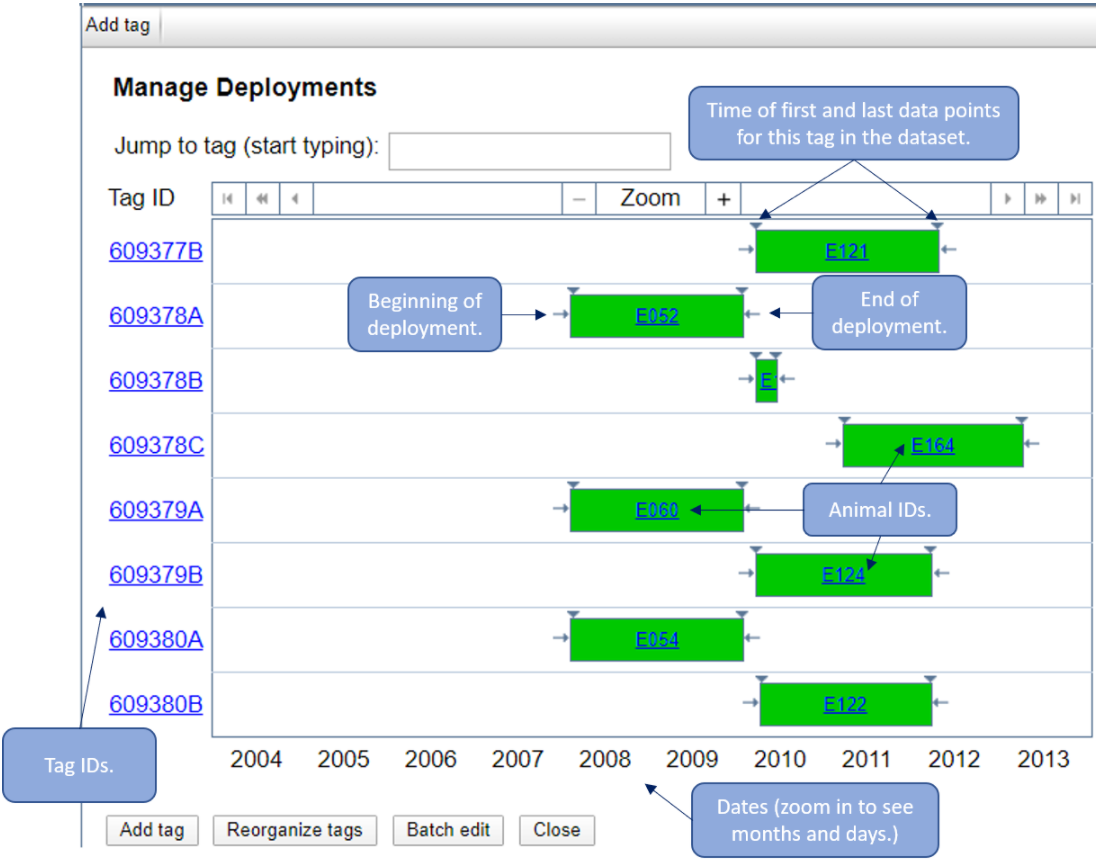 Add tag
Manage Deployments
Time of first and last data points
for this tag in the dataset.
Jump to tag (start typing):
Tag ID
− Zoom +
609377B
E121
609378A
Beginning of
deployment.
E052
End of
deployment.
609378B
E
609378C
E164
609379A
E060
Animal IDs.
609379B
E124
609380A
E054
609380B
E122
Tag IDs.
2004 2005 2006 2007 2008 2009 2010 2011 2012 2013
Dates (zoom in to see
months and days.)
Add tag
Reorganize tags
Batch edit
Close